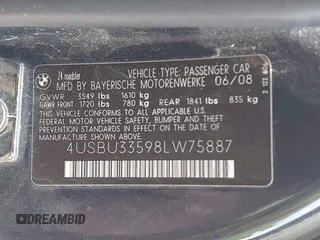 Z4 roadster
VEHICLE TYPE: PASSENGER CAR
MFD BY BAYERISCHE MOTORENWERKE 06/08
GVWR 3549 lbs 1610 kg
GAWR FRONT 1720 lbs 780 kg REAR 1841 lbs 835 kg
THIS VEHICLE CONFORMS TO ALL APPLICABLE
FEDERAL MOTOR VEHICLE SAFETY, BUMPER, AND THEFT
PREVENTION STANDARDS IN EFFECT ON THE DATE OF
MANUFACTURE SHOWN ABOVE.
4USBU33598LW75887
DREAMBID